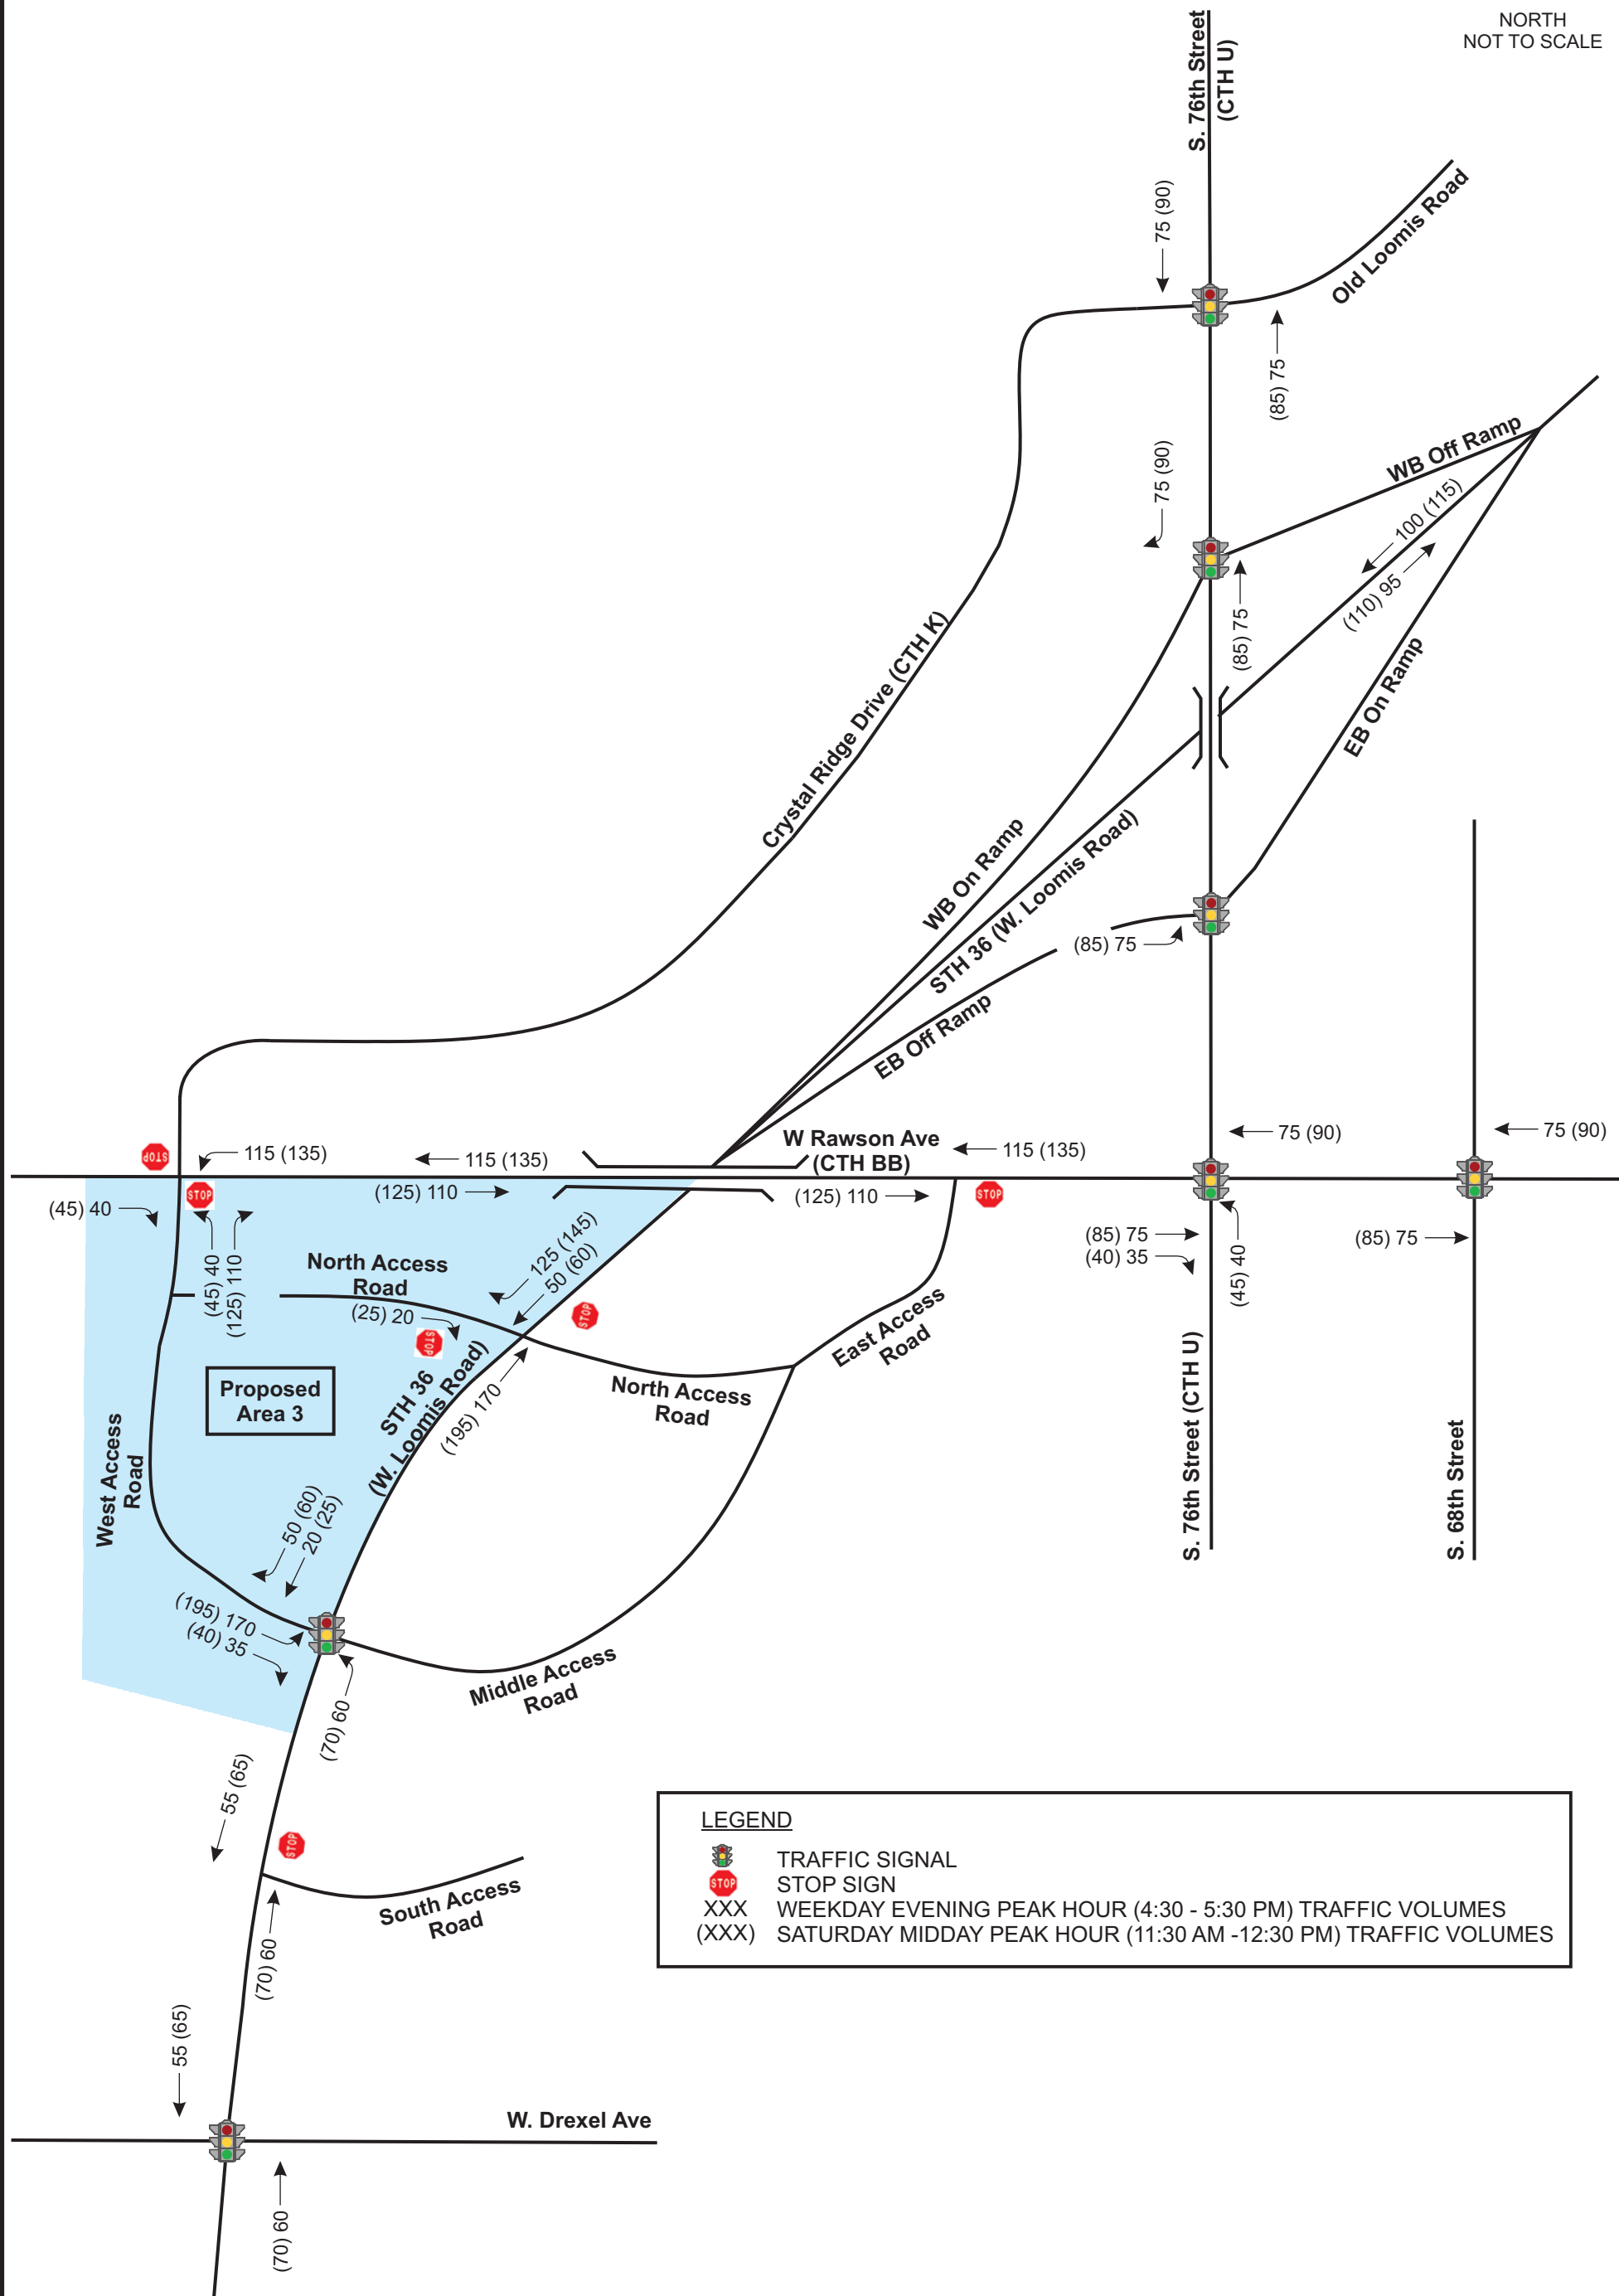 NORTH
NOT TO SCALE
S. 76th Street
(CTH U)
75 (90)
Old Loomis Road
(85) 75
75 (90)
WB Off Ramp
100 (115)
(110) 95
(85) 75
EB On Ramp
Crystal Ridge Drive (CTH K)
WB On Ramp
STH 36 (W. Loomis Road)
EB Off Ramp
(85) 75
W Rawson Ave
(CTH BB)
75 (90)
75 (90)
STOP
115 (135)
115 (135)
115 (135)
STOP
(125) 110
(125) 110
STOP
(45) 40
(45) 40
(125) 110
(85) 75
(40) 35
(45) 40
(85) 75
North Access
Road
(25) 20
125 (145)
50 (60)
STOP
STOP
East Access
Road
North Access
Road
Proposed
Area 3
STH 36
(W. Loomis Road)
(195) 170
West Access
Road
S. 76th Street (CTH U)
S. 68th Street
50 (60)
20 (25)
(195) 170
(40) 35
Middle Access
Road
(70) 60
55 (65)
STOP
South Access
Road
(70) 60
55 (65)
W. Drexel Ave
(70) 60
LEGEND
TRAFFIC SIGNAL
STOP STOP SIGN
XXX WEEKDAY EVENING PEAK HOUR (4:30 - 5:30 PM) TRAFFIC VOLUMES
(XXX) SATURDAY MIDDAY PEAK HOUR (11:30 AM -12:30 PM) TRAFFIC VOLUMES